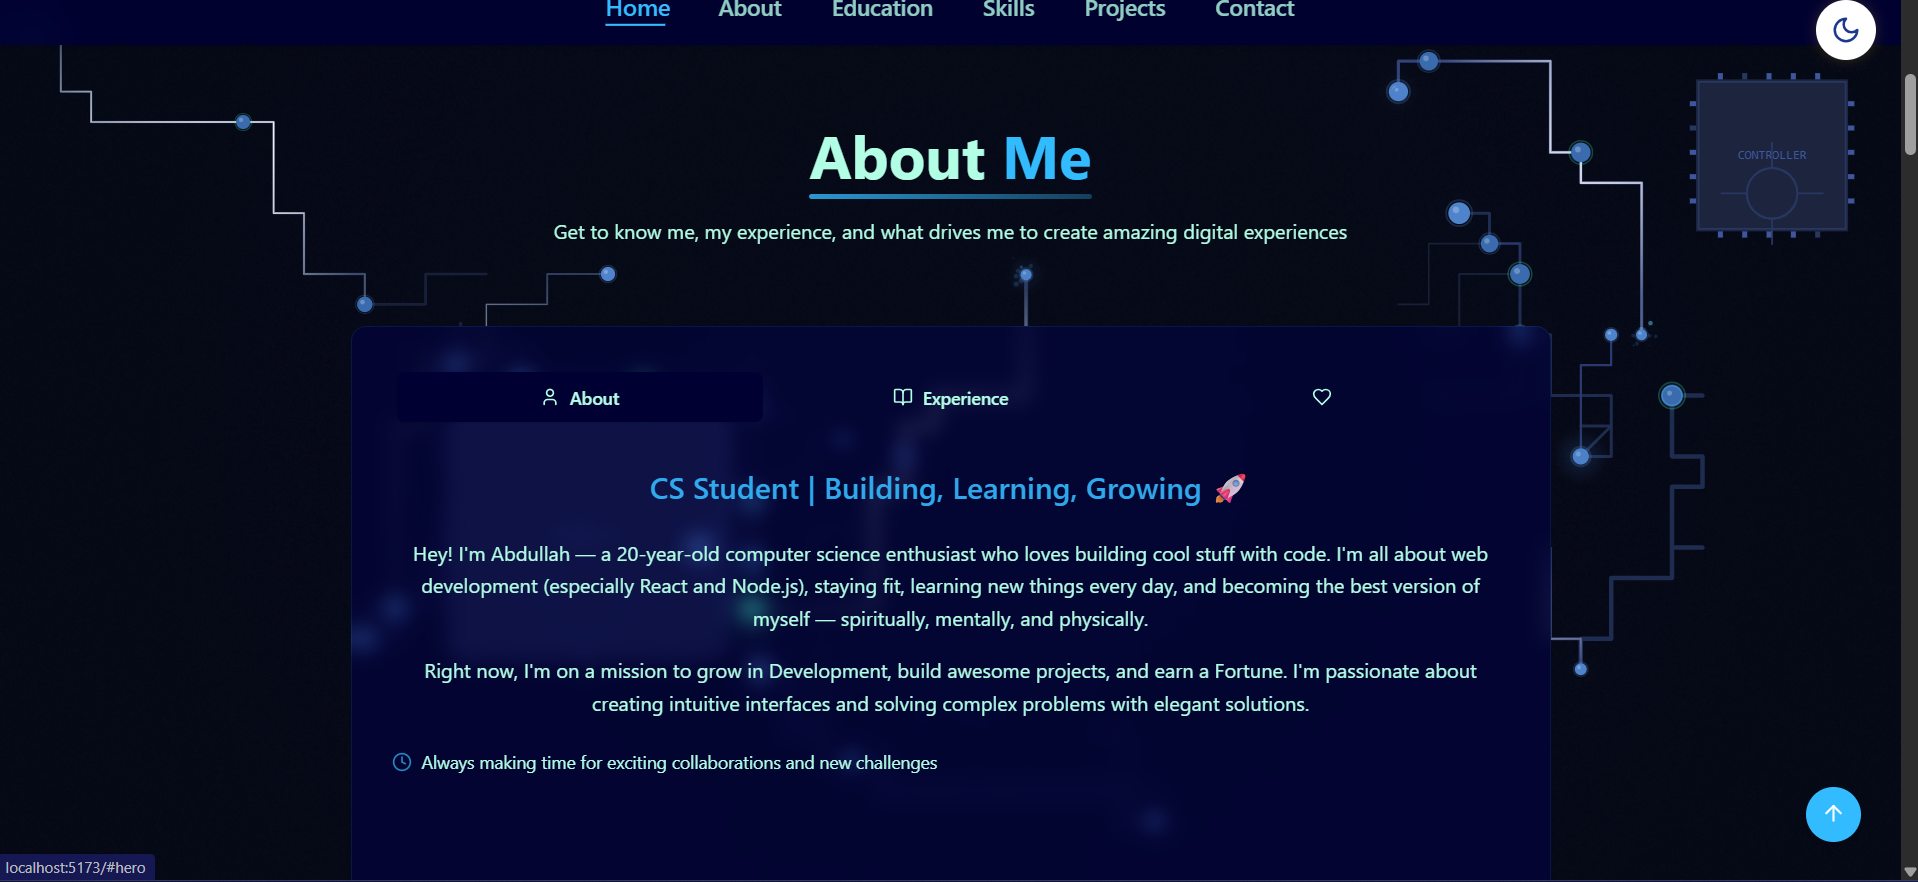 Home About Education Skills Projects Contact
CONTROLLER
About Me
Get to know me, my experience, and what drives me to create amazing digital experiences
About Experience
CS Student | Building, Learning, Growing 🚀
Hey! I'm Abdullah — a 20-year-old computer science enthusiast who loves building cool stuff with code. I'm all about web
development (especially React and Node.js), staying fit, learning new things every day, and becoming the best version of
myself — spiritually, mentally, and physically.
Right now, I'm on a mission to grow in Development, build awesome projects, and earn a Fortune. I'm passionate about
creating intuitive interfaces and solving complex problems with elegant solutions.
Always making time for exciting collaborations and new challenges
localhost:5173/#hero